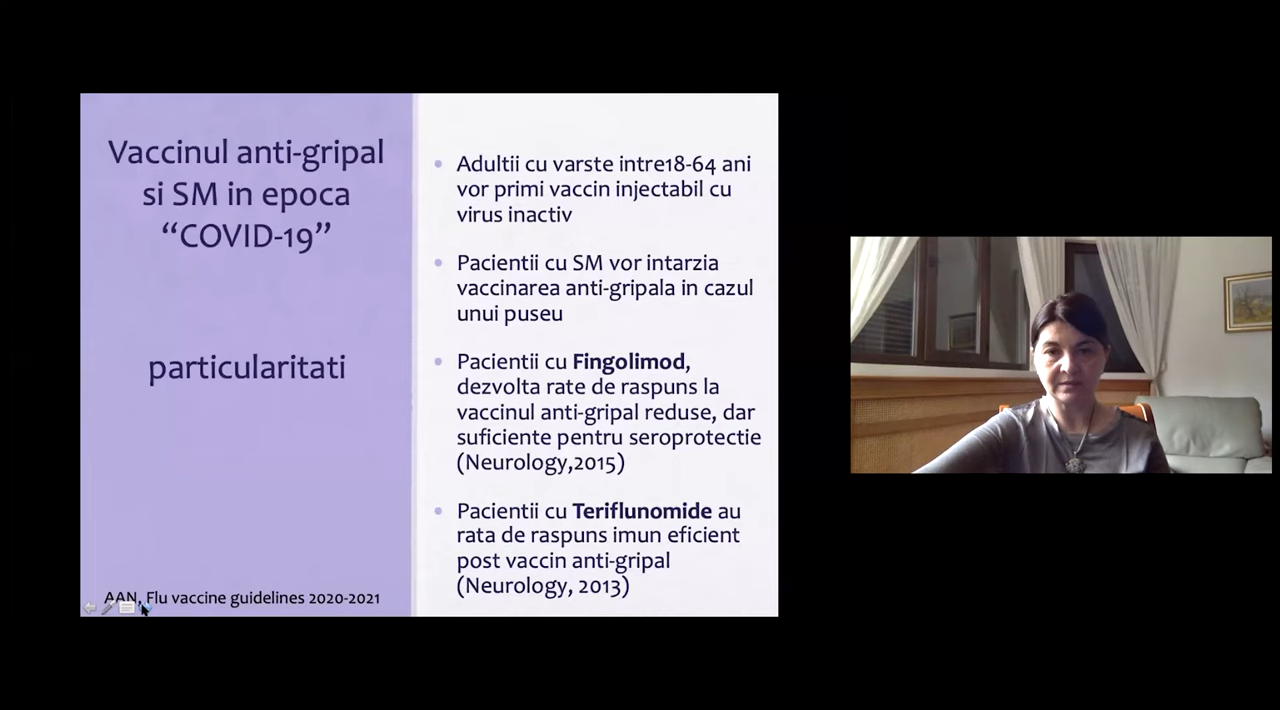 Vaccinul anti-gripal
si SM in epoca
“COVID-19”
particularitati
AAN, Flu vaccine guidelines 2020-2021
Adultii cu varste intre18-64 ani
vor primi vaccin injectabil cu
virus inactiv
Pacientii cu SM vor intarzia
vaccinarea anti-gripala in cazul
unui puseu
Pacientii cu Fingolimod,
dezvolta rate de raspuns la
vaccinul anti-gripal reduse, dar
suficiente pentru seroprotectie
(Neurology,2015)
Pacientii cu Teriflunomide au
rata de raspuns imun eficient
post vaccin anti-gripal
(Neurology, 2013)